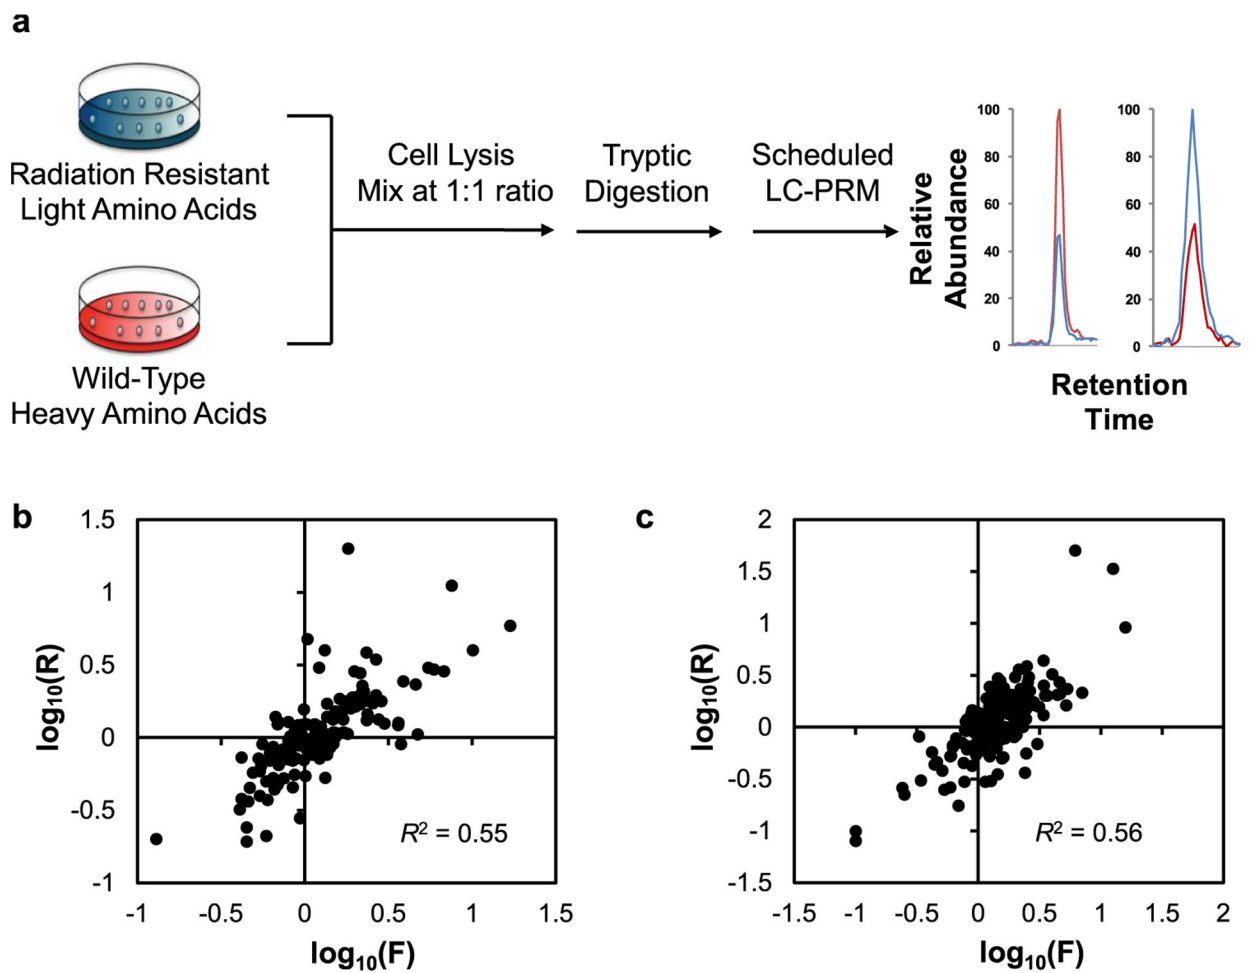 a
Radiation Resistant
Light Amino Acids
Wild-Type
Heavy Amino Acids
Cell Lysis
Mix at 1:1 ratio
Tryptic
Digestion
Scheduled
LC-PRM
Relative
Abundance
100
80
60
40
20
0
100
80
60
40
20
0
Retention
Time
b
log₁₀(R)
1.5
1
0.5
0
-0.5
-1
R² = 0.55
-1
-0.5
0
0.5
1
1.5
log₁₀(F)
c
log₁₀(R)
2
1.5
1
0.5
0
-0.5
-1
-1.5
R² = 0.56
-1.5
-1
-0.5
0
0.5
1
1.5
2
log₁₀(F)